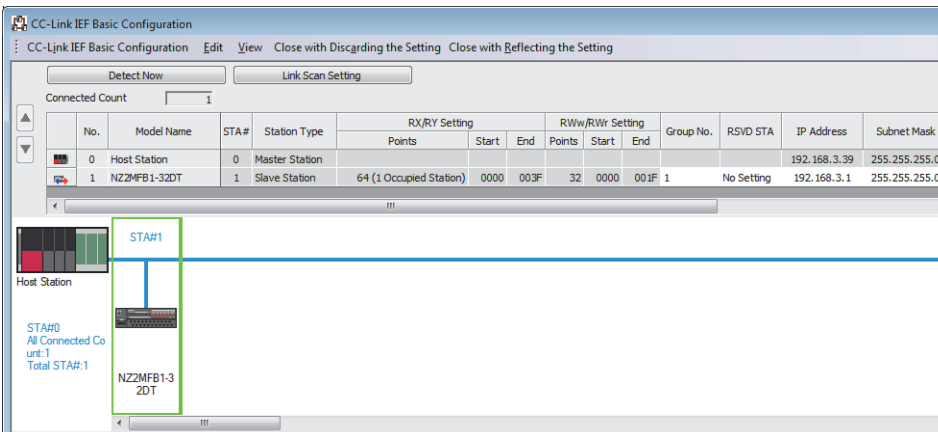 CC-Link IEF Basic Configuration
CC-Link IEF Basic Configuration Edit View Close with Discarding the Setting Close with Reflecting the Setting
Detect Now Link Scan Setting
Connected Count 1
No. Model Name STA# Station Type RX/RY Setting RWw/RWr Setting Group No. RSVD STA IP Address Subnet Mask
Points Start End Points Start End
0 Host Station 0 Master Station 192.168.3.39 255.255.255.0
1 NZ2MFB1-32DT 1 Slave Station 64 (1 Occupied Station) 0000 003F 32 0000 001F 1 No Setting 192.168.3.1 255.255.255.0
STA#1
Host Station
STA#0
All Connected Co
unt:1
Total STA#:1
NZ2MFB1-3
2DT